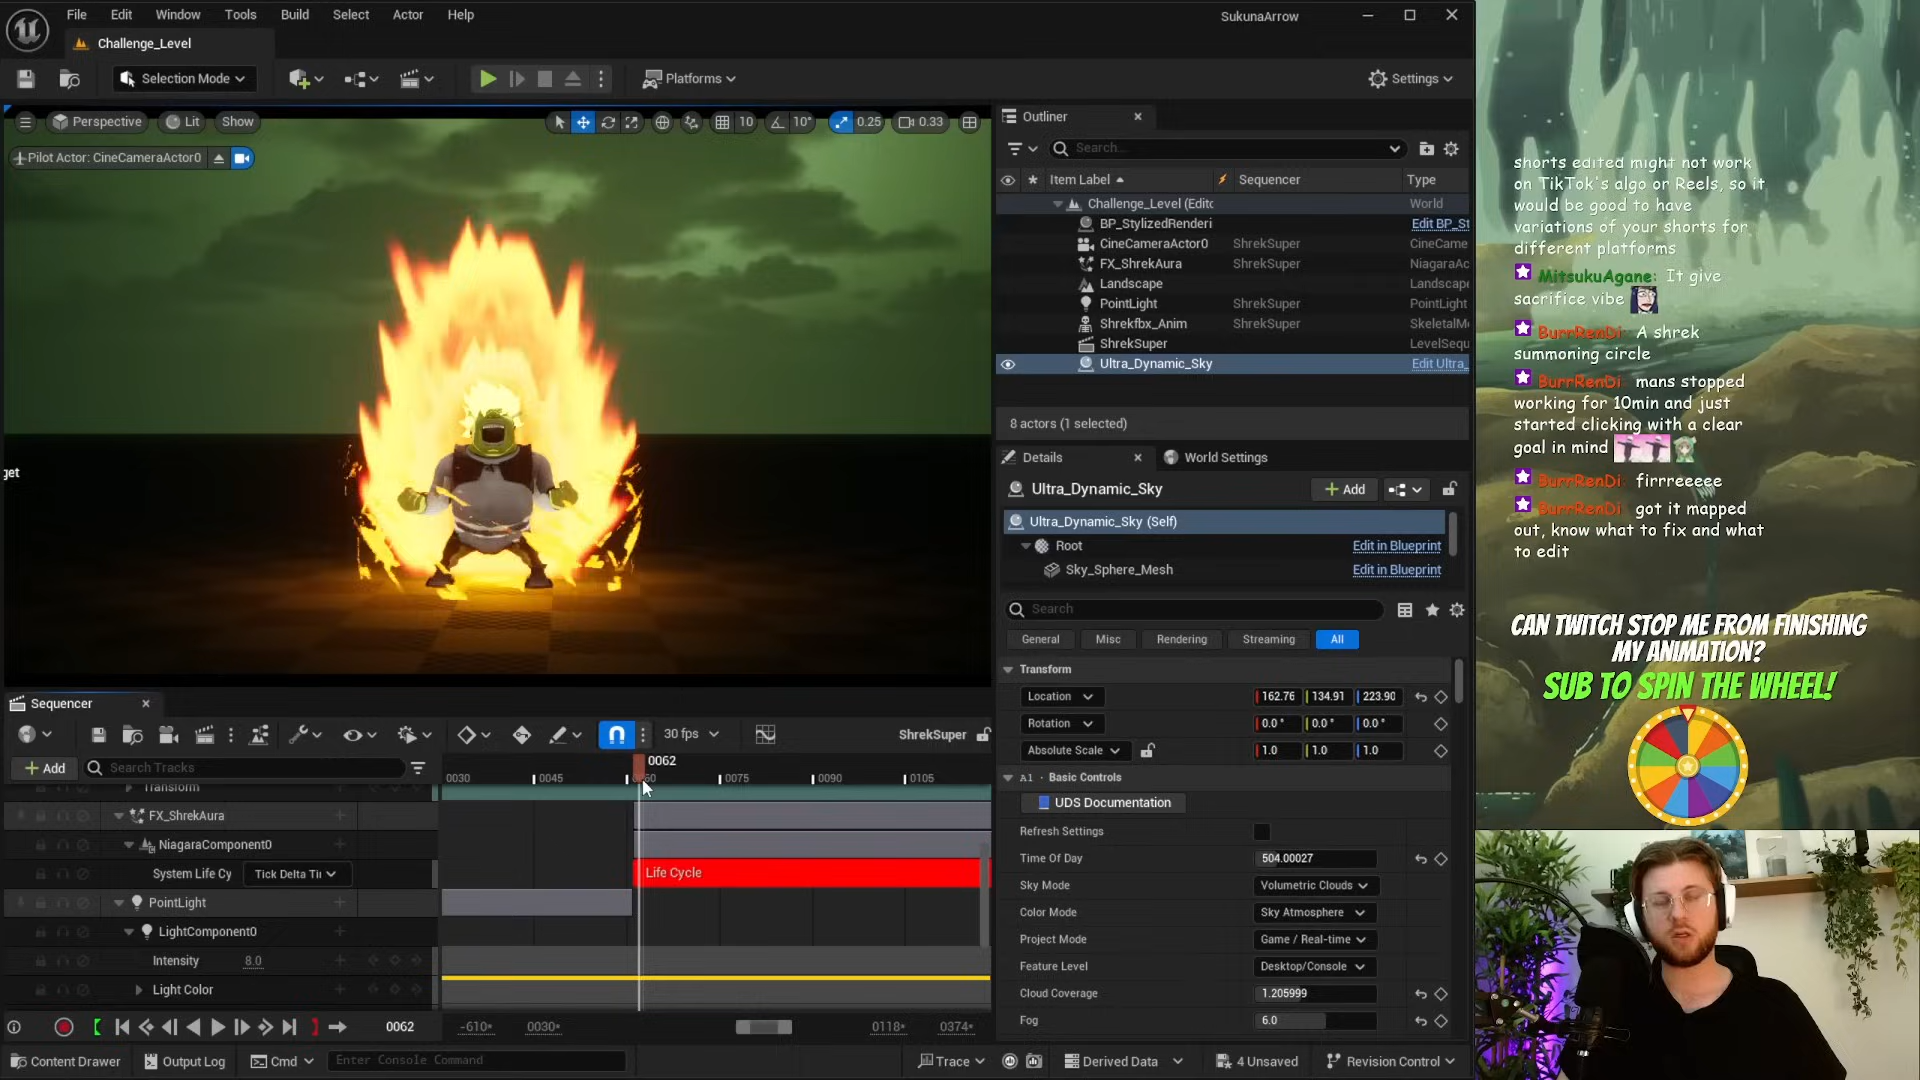 File Edit Window Tools Build Select Actor Help
SukunaArrow
Challenge_Level
Selection Mode
Platforms
Settings
Perspective Lit Show
10 10° 0.25 0.33
Pilot Actor: CineCameraActor0
get
Outliner
Search...
Item Label Sequencer Type
Challenge_Level (Edito World
BP_StylizedRenderi Edit BP_St
CineCameraActor0 ShrekSuper CineCame
FX_ShrekAura ShrekSuper NiagaraAc
Landscape Landscape
PointLight ShrekSuper PointLight
Shrekfbx_Anim ShrekSuper SkeletalMe
ShrekSuper LevelSequ
Ultra_Dynamic_Sky Edit Ultra_
8 actors (1 selected)
Details World Settings
Ultra_Dynamic_Sky
Add
Ultra_Dynamic_Sky (Self)
Root Edit in Blueprint
Sky_Sphere_Mesh Edit in Blueprint
Search
General Misc Rendering Streaming All
Transform
Location 162.76 134.91 223.90
Rotation 0.0 ° 0.0 ° 0.0 °
Absolute Scale 1.0 1.0 1.0
A1 · Basic Controls
UDS Documentation
Refresh Settings
Time Of Day 504.00027
Sky Mode Volumetric Clouds
Color Mode Sky Atmosphere
Project Mode Game / Real-time
Feature Level Desktop/Console
Cloud Coverage 1.205999
Fog 6.0
Sequencer
30 fps
ShrekSuper
Add
Search Tracks
0062
0030 0045 0060 0075 0090 0105
Transform
FX_ShrekAura
NiagaraComponent0
System Life Cy Tick Delta Tir
Life Cycle
PointLight
LightComponent0
Intensity 8.0
Light Color
0062
-610* 0030* 0118* 0374*
Content Drawer Output Log Cmd Enter Console Command
Trace Derived Data 4 Unsaved Revision Control
shorts edited might not work
on TikTok's algo or Reels, so it
would be good to have
variations of your shorts for
different platforms
MitsukuAgane: It give
sacrifice vibe
BurrRenDi: A shrek
summoning circle
BurrRenDi: mans stopped
working for 10min and just
started clicking with a clear
goal in mind
BurrRenDi: firrreeeee
BurrRenDi: got it mapped
out, know what to fix and what
to edit
CAN TWITCH STOP ME FROM FINISHING
MY ANIMATION?
SUB TO SPIN THE WHEEL!